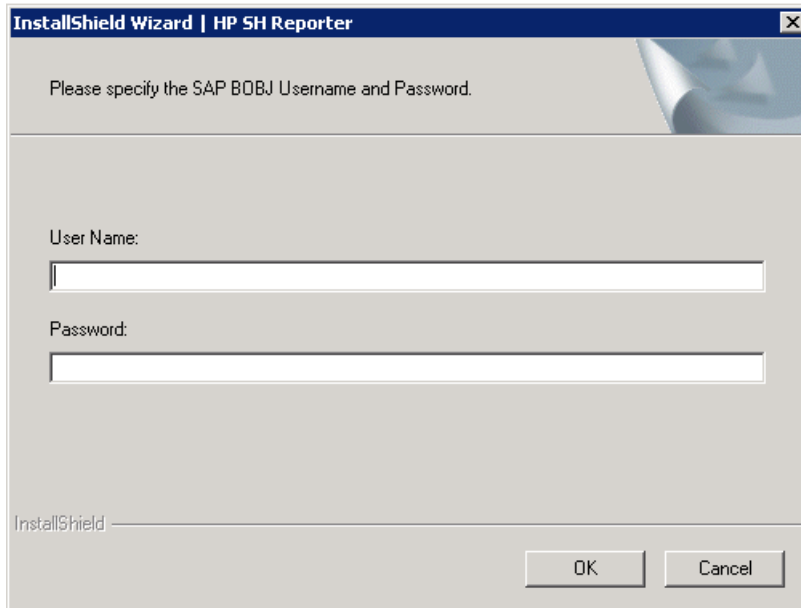 InstallShield Wizard | HP SH Reporter
Please specify the SAP BOBJ Username and Password.
User Name:
Password:
InstallShield
OK
Cancel